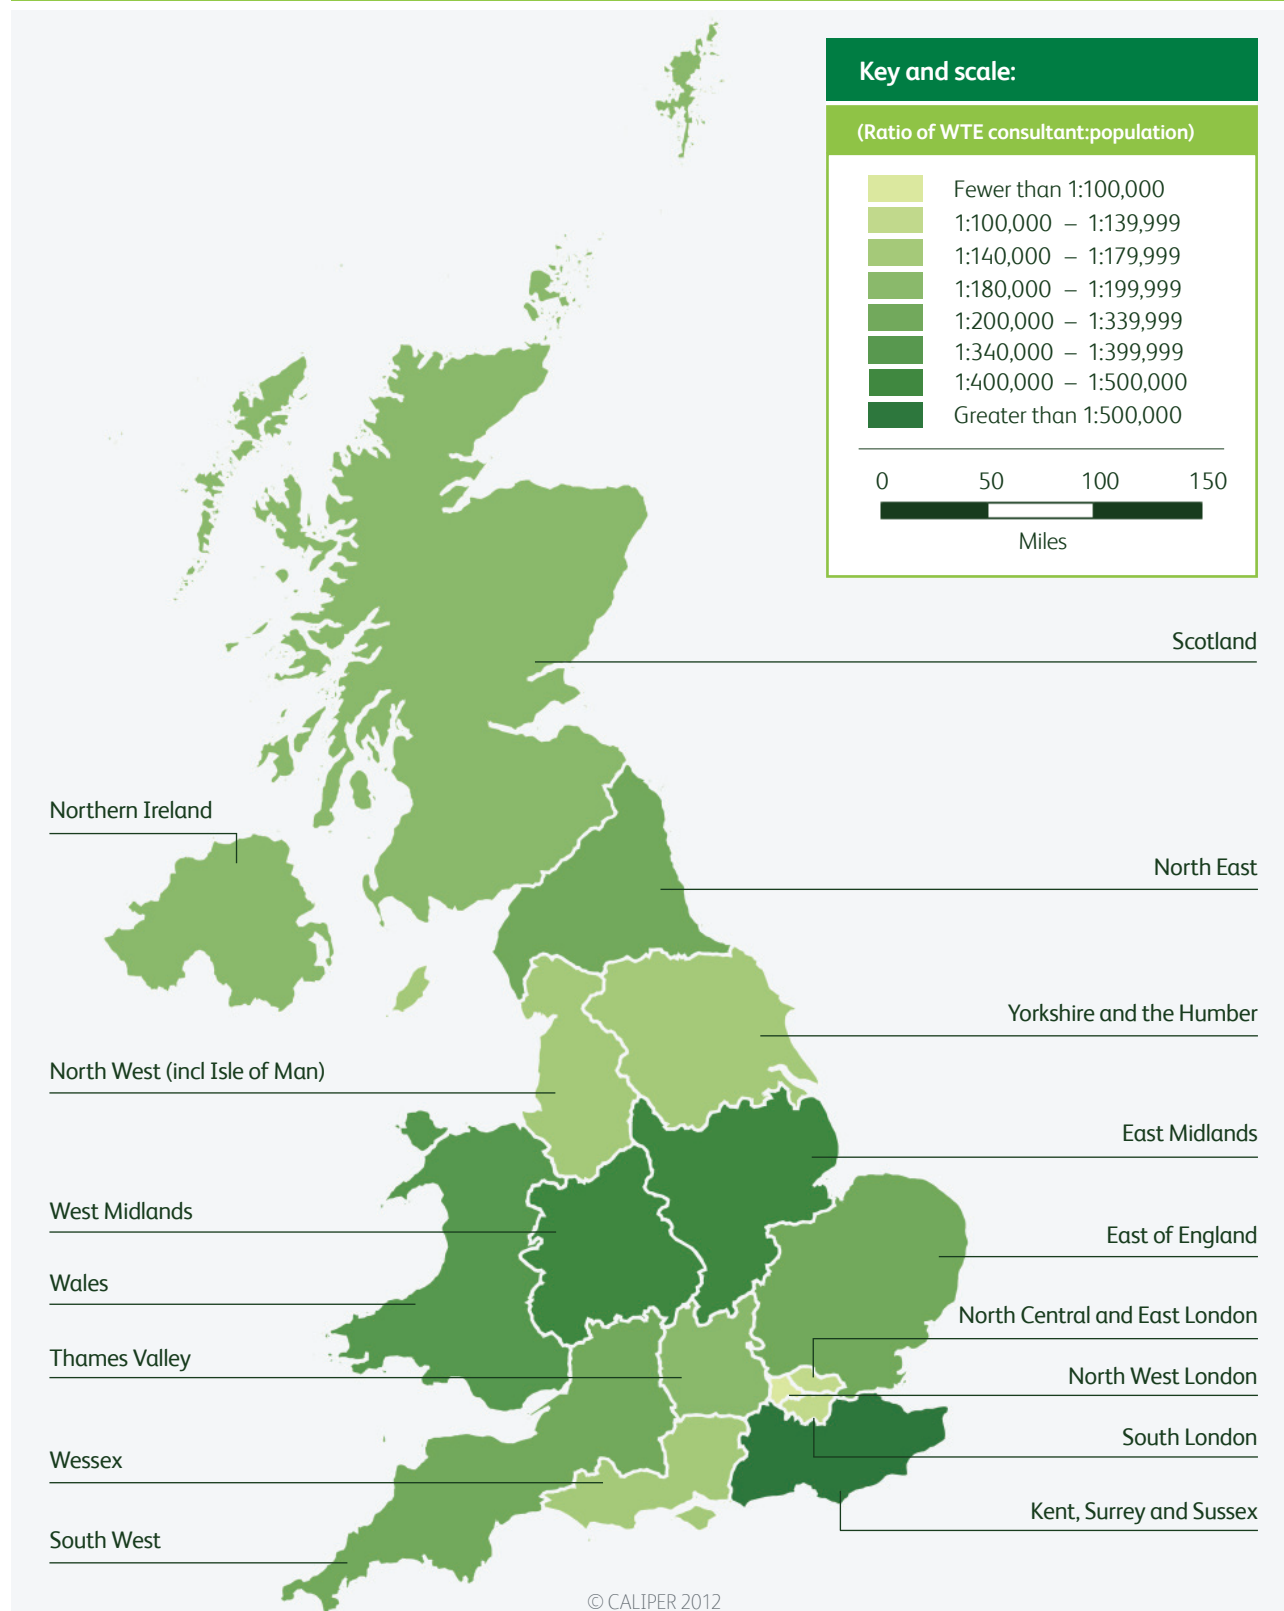 Key and scale:
(Ratio of WTE consultant:population)
Fewer than 1:100,000
1:100,000 – 1:139,999
1:140,000 – 1:179,999
1:180,000 – 1:199,999
1:200,000 – 1:339,999
1:340,000 – 1:399,999
1:400,000 – 1:500,000
Greater than 1:500,000
0 50 100 150
Miles
Scotland
Northern Ireland
North East
Yorkshire and the Humber
North West (incl Isle of Man)
East Midlands
West Midlands
East of England
Wales
North Central and East London
Thames Valley
North West London
South London
Wessex
Kent, Surrey and Sussex
South West
© CALIPER 2012